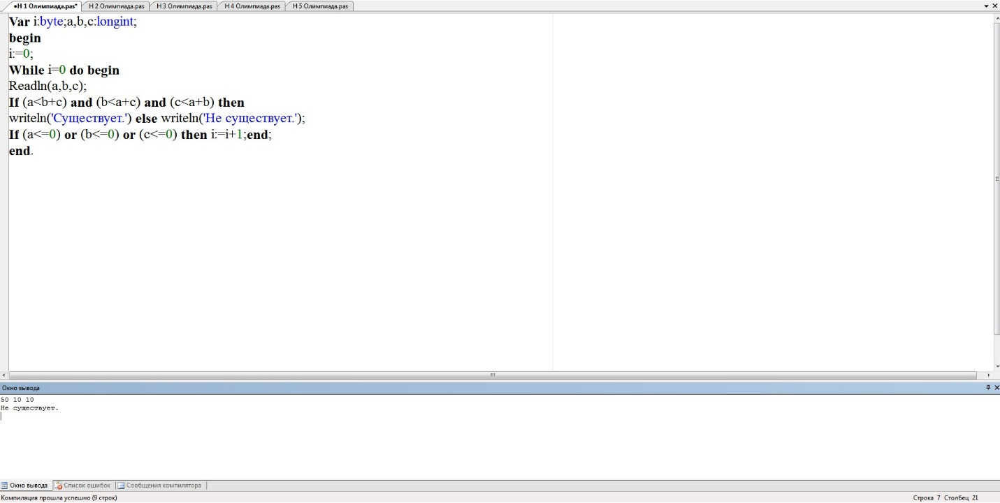 •Н 1 Олимпиада.pas* Н 2 Олимпиада.pas Н 3 Олимпиада.pas Н 4 Олимпиада.pas Н 5 Олимпиада.pas
Var i:byte;a,b,c:longint;
begin
i:=0;
While i=0 do begin
Readln(a,b,c);
If (a<b+c) and (b<a+c) and (c<a+b) then
writeln('Существует.') else writeln('Не существует.');
If (a<=0) or (b<=0) or (c<=0) then i:=i+1;end;
end.
Окно вывода
50 10 10
Не существует.
Окно вывода Список ошибок Сообщения компилятора
Компиляция прошла успешно (9 строк) Строка 7 Столбец 21